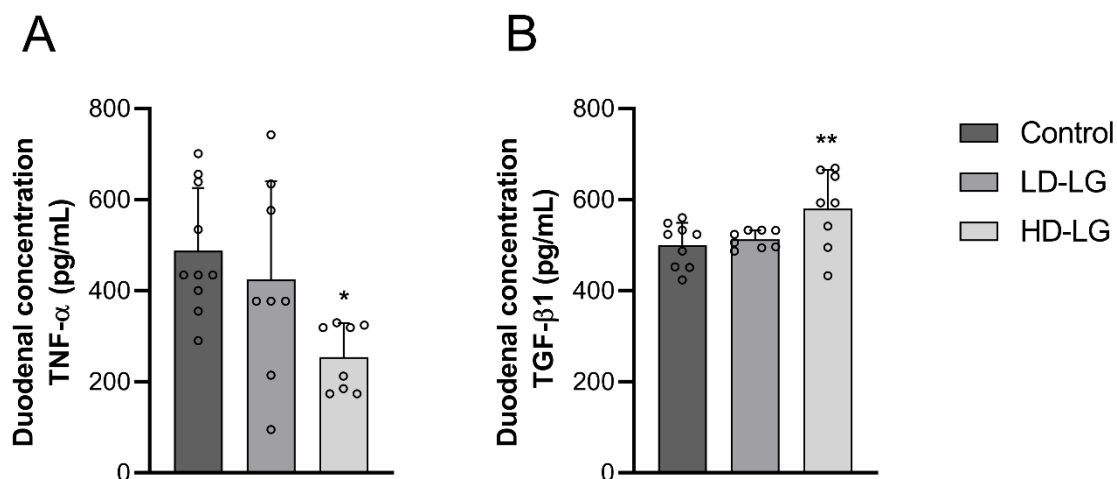 A
Duodenal concentration
TNF-α (pg/mL)
800
600
400
200
0
*
B
Duodenal concentration
TGF-β1 (pg/mL)
800
600
400
200
0
**
Control
LD-LG
HD-LG